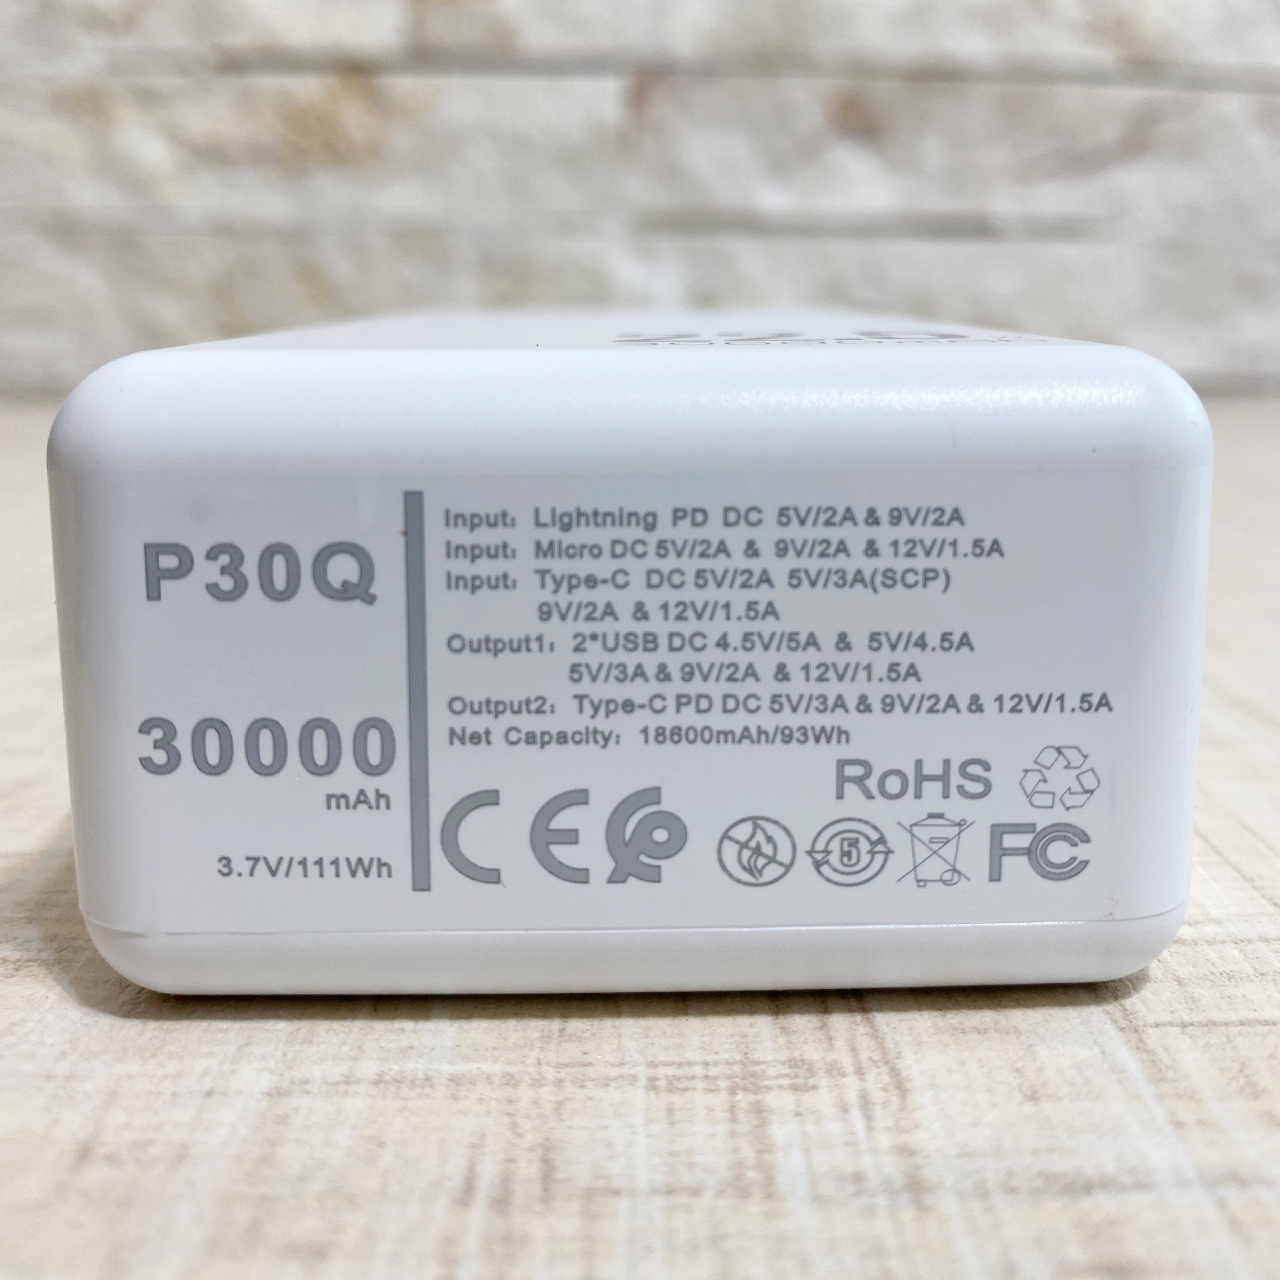 P30Q
30000
mAh
3.7V/111Wh
Input: Lightning PD DC 5V/2A & 9V/2A
Input: Micro DC 5V/2A & 9V/2A & 12V/1.5A
Input: Type-C DC 5V/2A 5V/3A(SCP)
9V/2A & 12V/1.5A
Output1: 2*USB DC 4.5V/5A & 5V/4.5A
5V/3A & 9V/2A & 12V/1.5A
Output2: Type-C PD DC 5V/3A & 9V/2A & 12V/1.5A
Net Capacity: 18600mAh/93Wh
RoHS
CE
5
FC